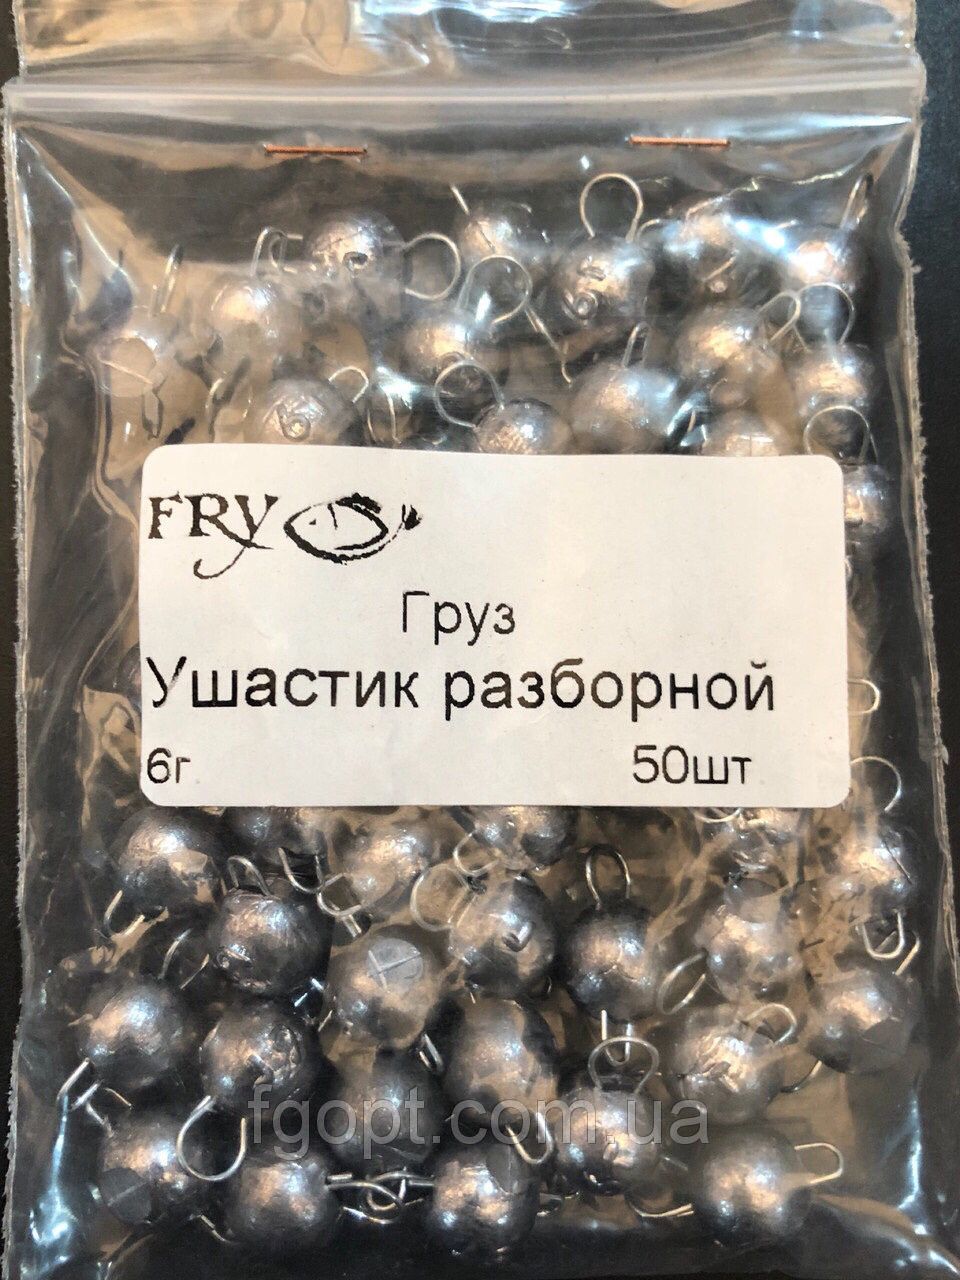 FRY
Груз
Ушастик разборной
6г 50шт
fgopt.com.ua